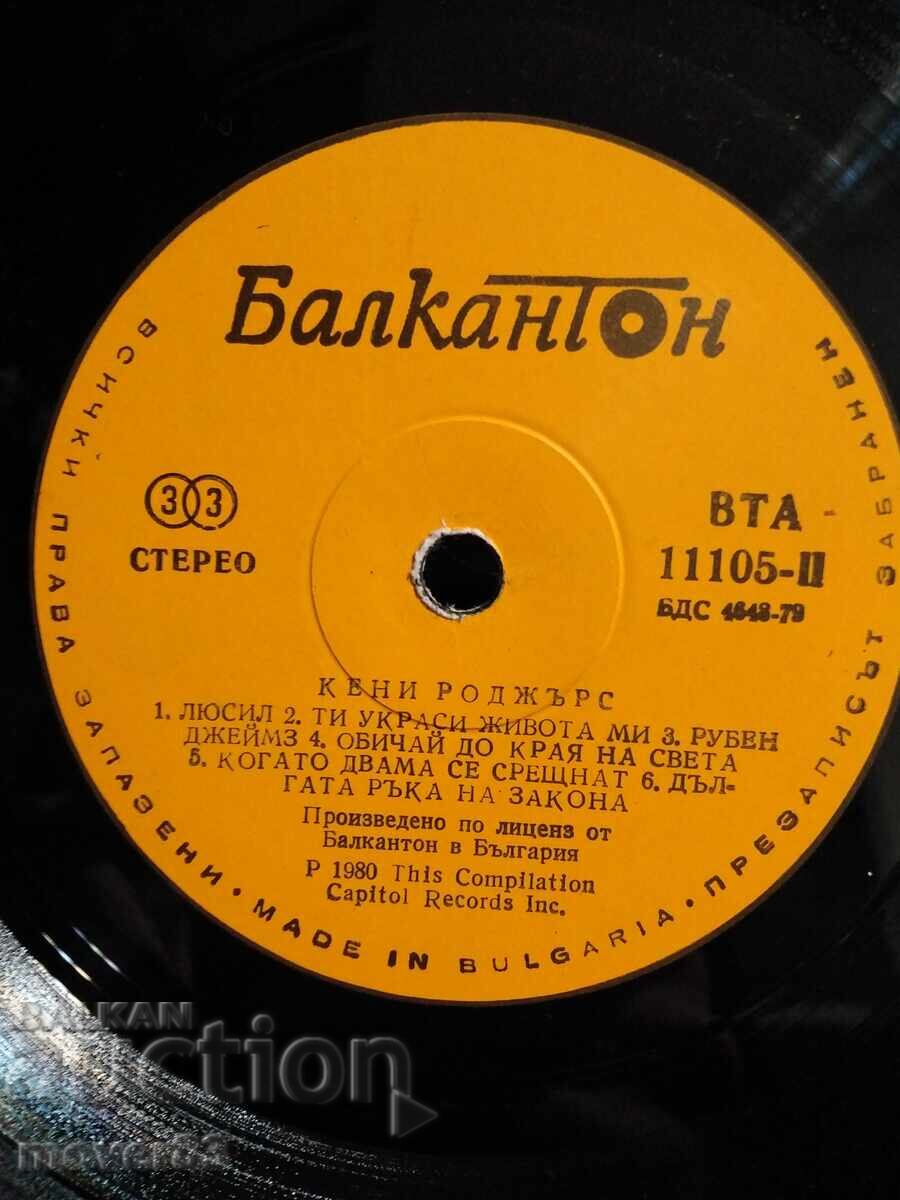 Балкантон
ВСИЧКИ ПРАВА ЗАПАЗЕНИ • MADE IN BULGARIA • ПРЕЗАПИСЪТ ЗАБРАНЕН
33
СТЕРЕО
ВТА
11105-II
БДС 4643-79
КЕНИ РОДЖЪРС
1. ЛЮСИЛ 2. ТИ УКРАСИ ЖИВОТА МИ 3. РУБЕН
ДЖЕЙМЗ 4. ОБИЧАЙ ДО КРАЯ НА СВЕТА
5. КОГАТО ДВАМА СЕ СРЕЩНАТ 6. ДЪЛ-
ГАТА РЪКА НА ЗАКОНА
Произведено по лиценз от
Балкантон в България
P 1980 This Compilation
Capitol Records Inc.
BALKAN
auction